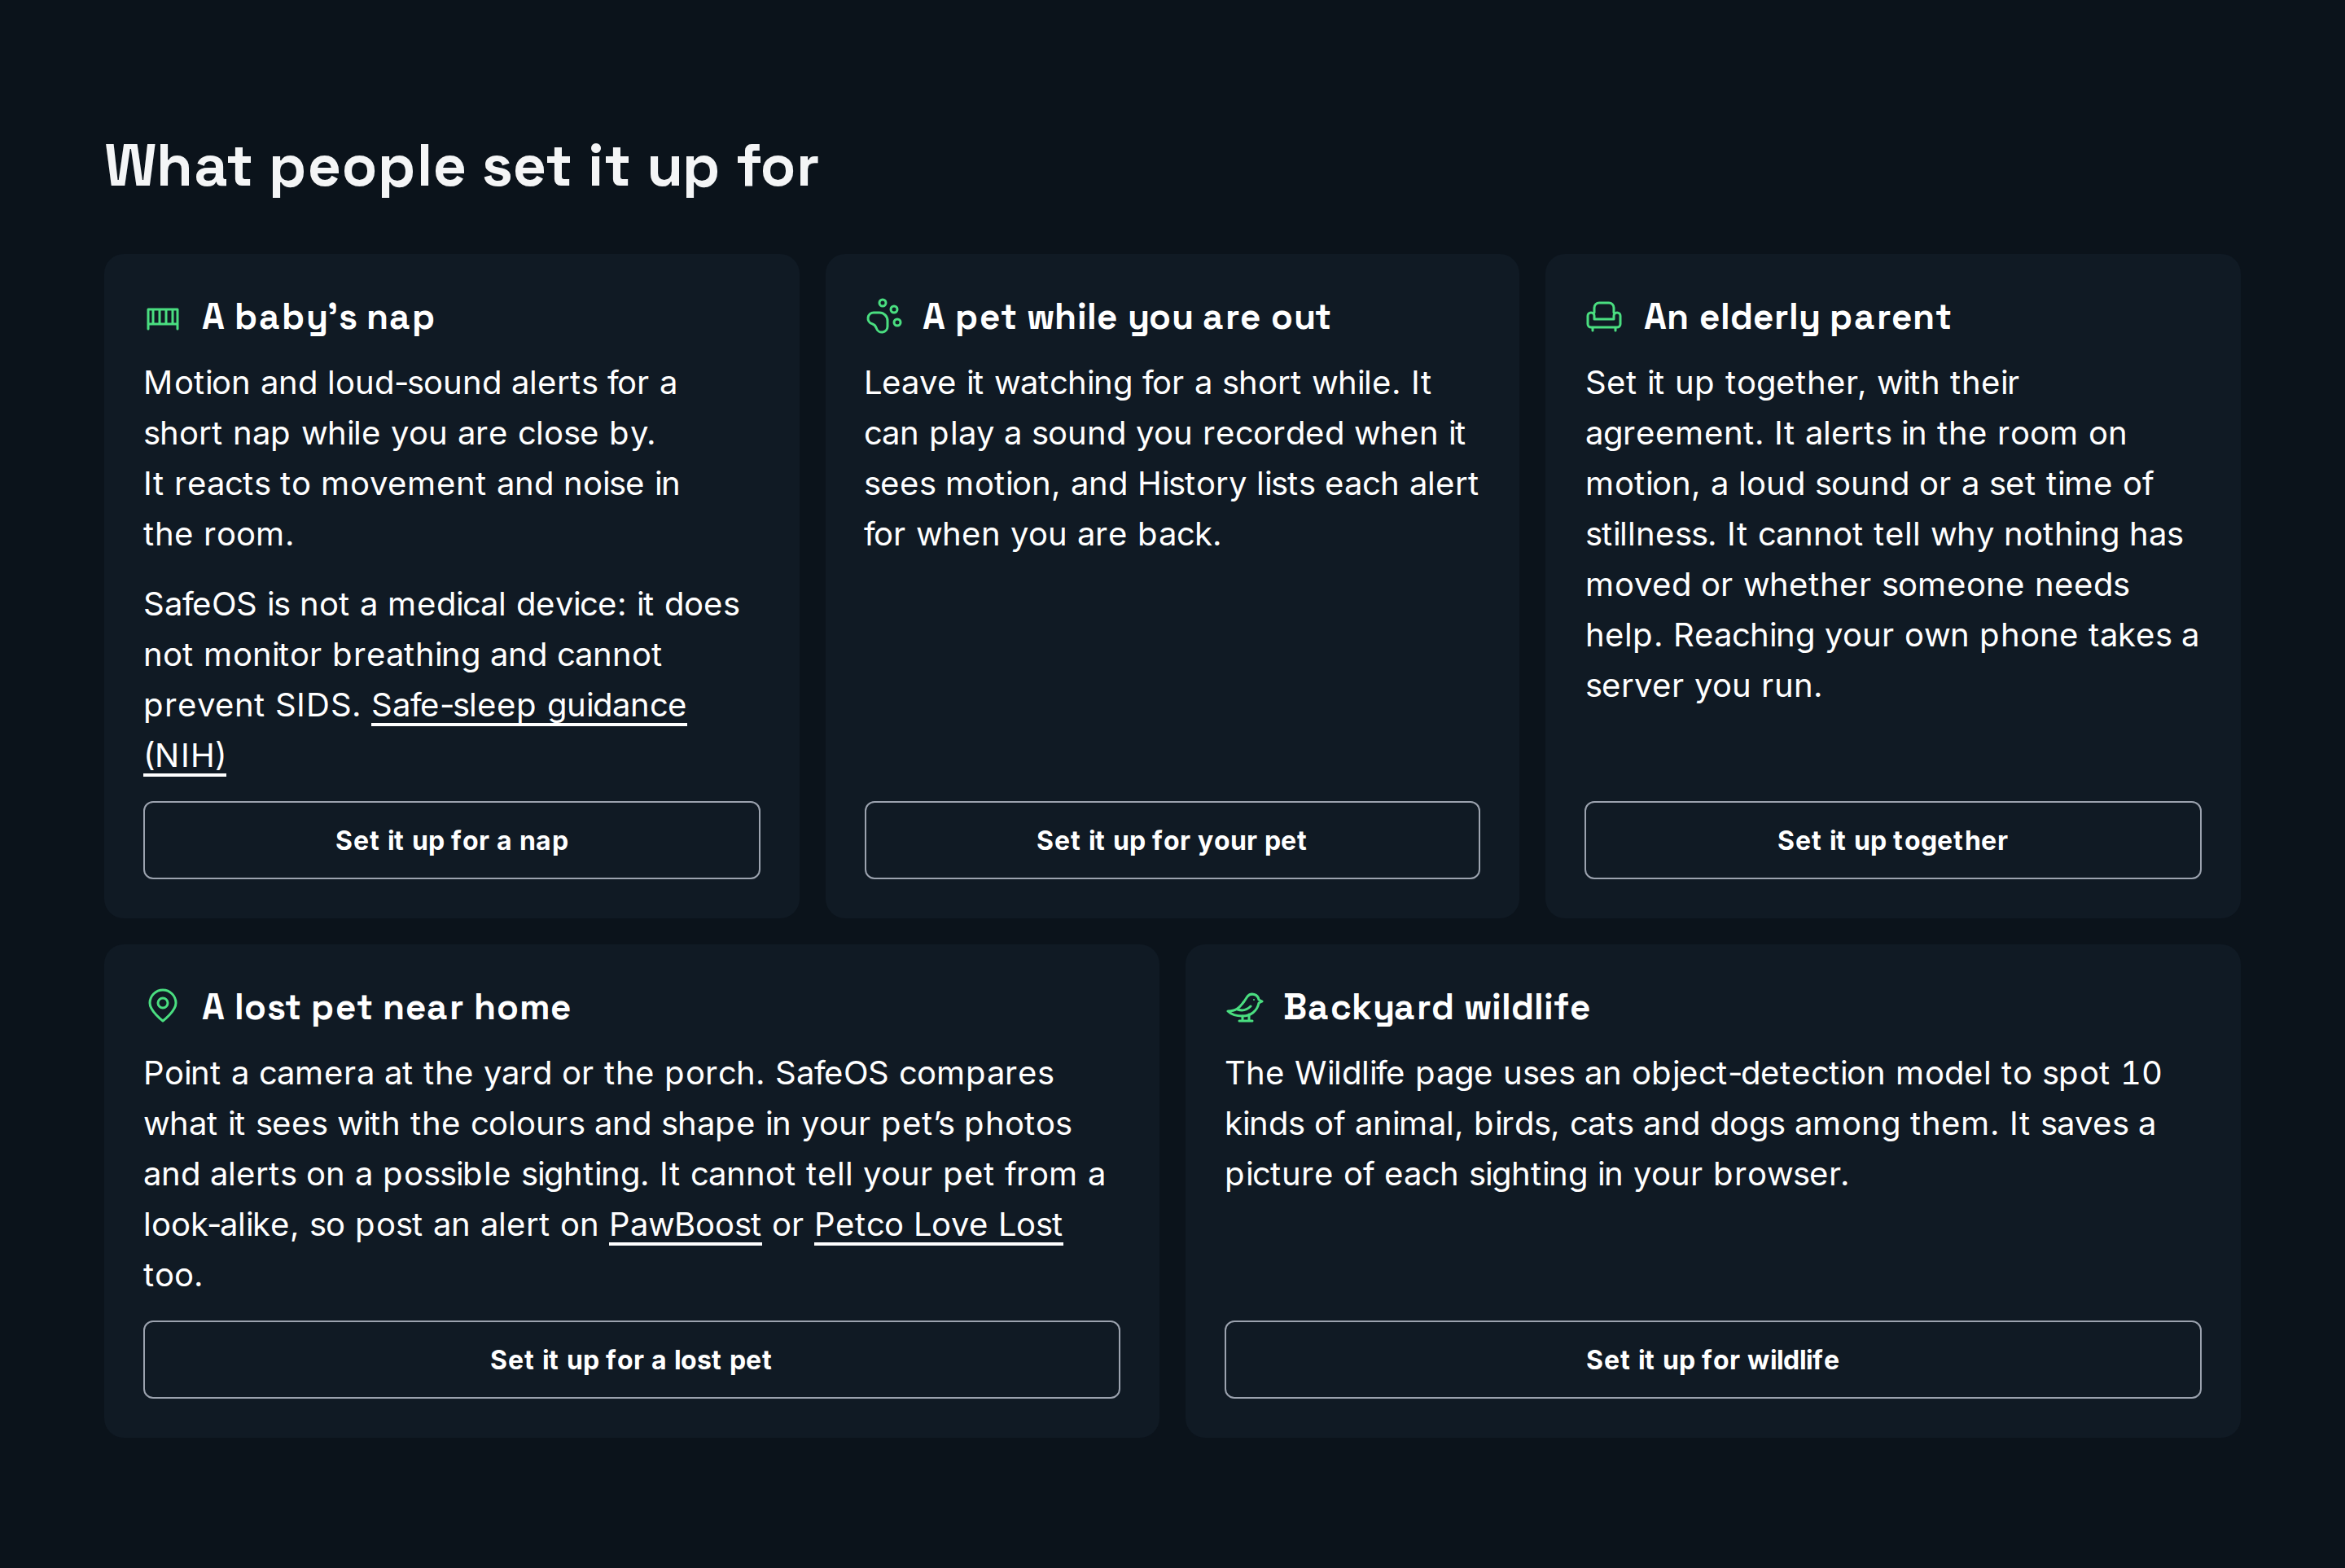 What people set it up for
A baby’s nap
Motion and loud-sound alerts for a
short nap while you are close by.
It reacts to movement and noise in
the room.
SafeOS is not a medical device: it does
not monitor breathing and cannot
prevent SIDS. Safe-sleep guidance
(NIH)
Set it up for a nap
A pet while you are out
Leave it watching for a short while. It
can play a sound you recorded when it
sees motion, and History lists each alert
for when you are back.
Set it up for your pet
An elderly parent
Set it up together, with their
agreement. It alerts in the room on
motion, a loud sound or a set time of
stillness. It cannot tell why nothing has
moved or whether someone needs
help. Reaching your own phone takes a
server you run.
Set it up together
A lost pet near home
Point a camera at the yard or the porch. SafeOS compares
what it sees with the colours and shape in your pet’s photos
and alerts on a possible sighting. It cannot tell your pet from a
look-alike, so post an alert on PawBoost or Petco Love Lost
too.
Set it up for a lost pet
Backyard wildlife
The Wildlife page uses an object-detection model to spot 10
kinds of animal, birds, cats and dogs among them. It saves a
picture of each sighting in your browser.
Set it up for wildlife